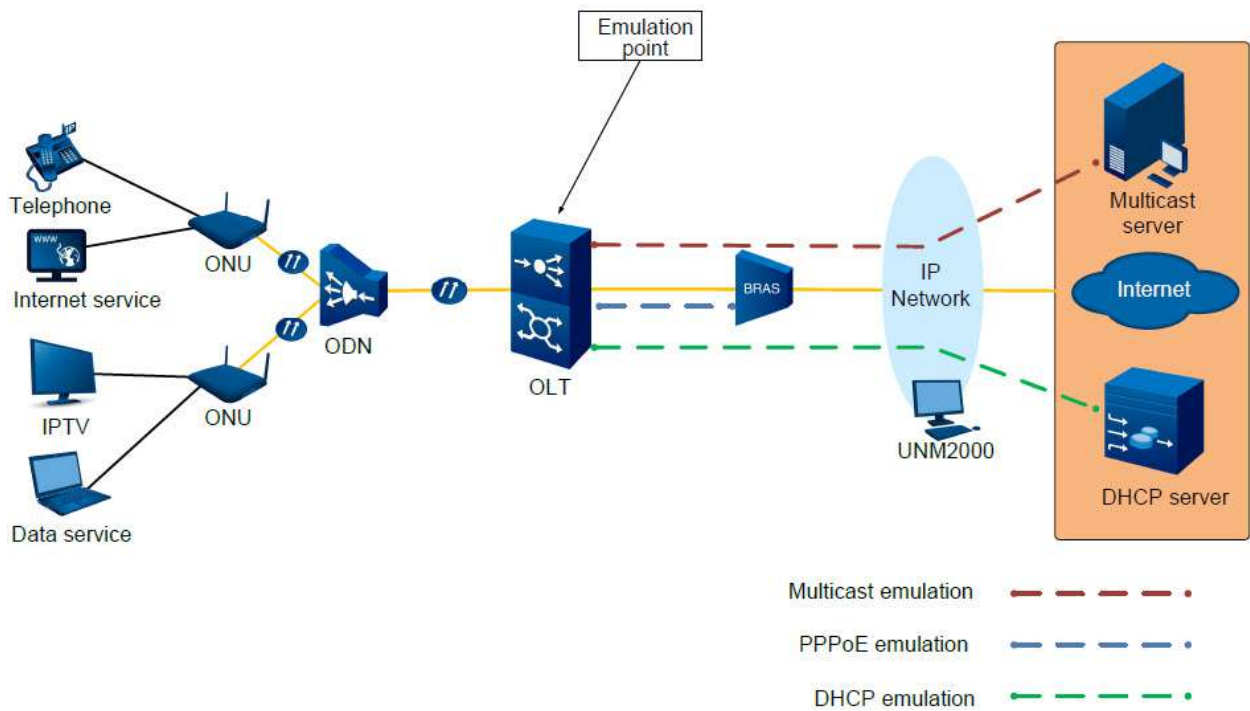 Emulation
point
Telephone
WWW
Internet service
ONU
IPTV
ONU
Data service
ODN
OLT
BRAS
IP
Network
UNM2000
Multicast
server
Internet
DHCP server
Multicast emulation
PPPoE emulation
DHCP emulation